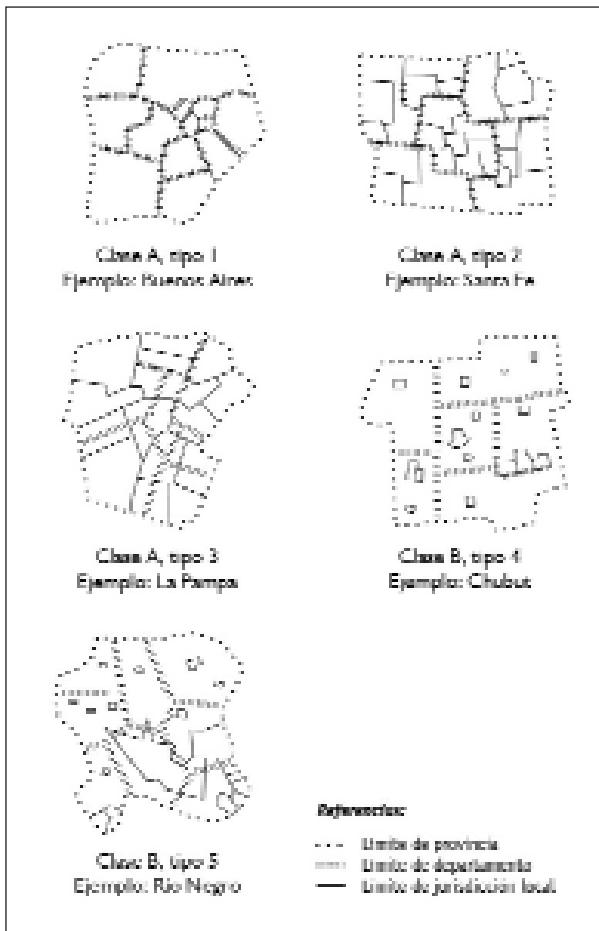 Clase A, tipo 1
Ejemplo: Buenos Aires
Clase A, tipo 2
Ejemplo: Santa Fe
Clase A, tipo 3
Ejemplo: La Pampa
Clase B, tipo 4
Ejemplo: Chubut
Clase B, tipo 5
Ejemplo: Río Negro
Referencias:
Límite de provincia
Límite de departamento
Límite de jurisdicción local